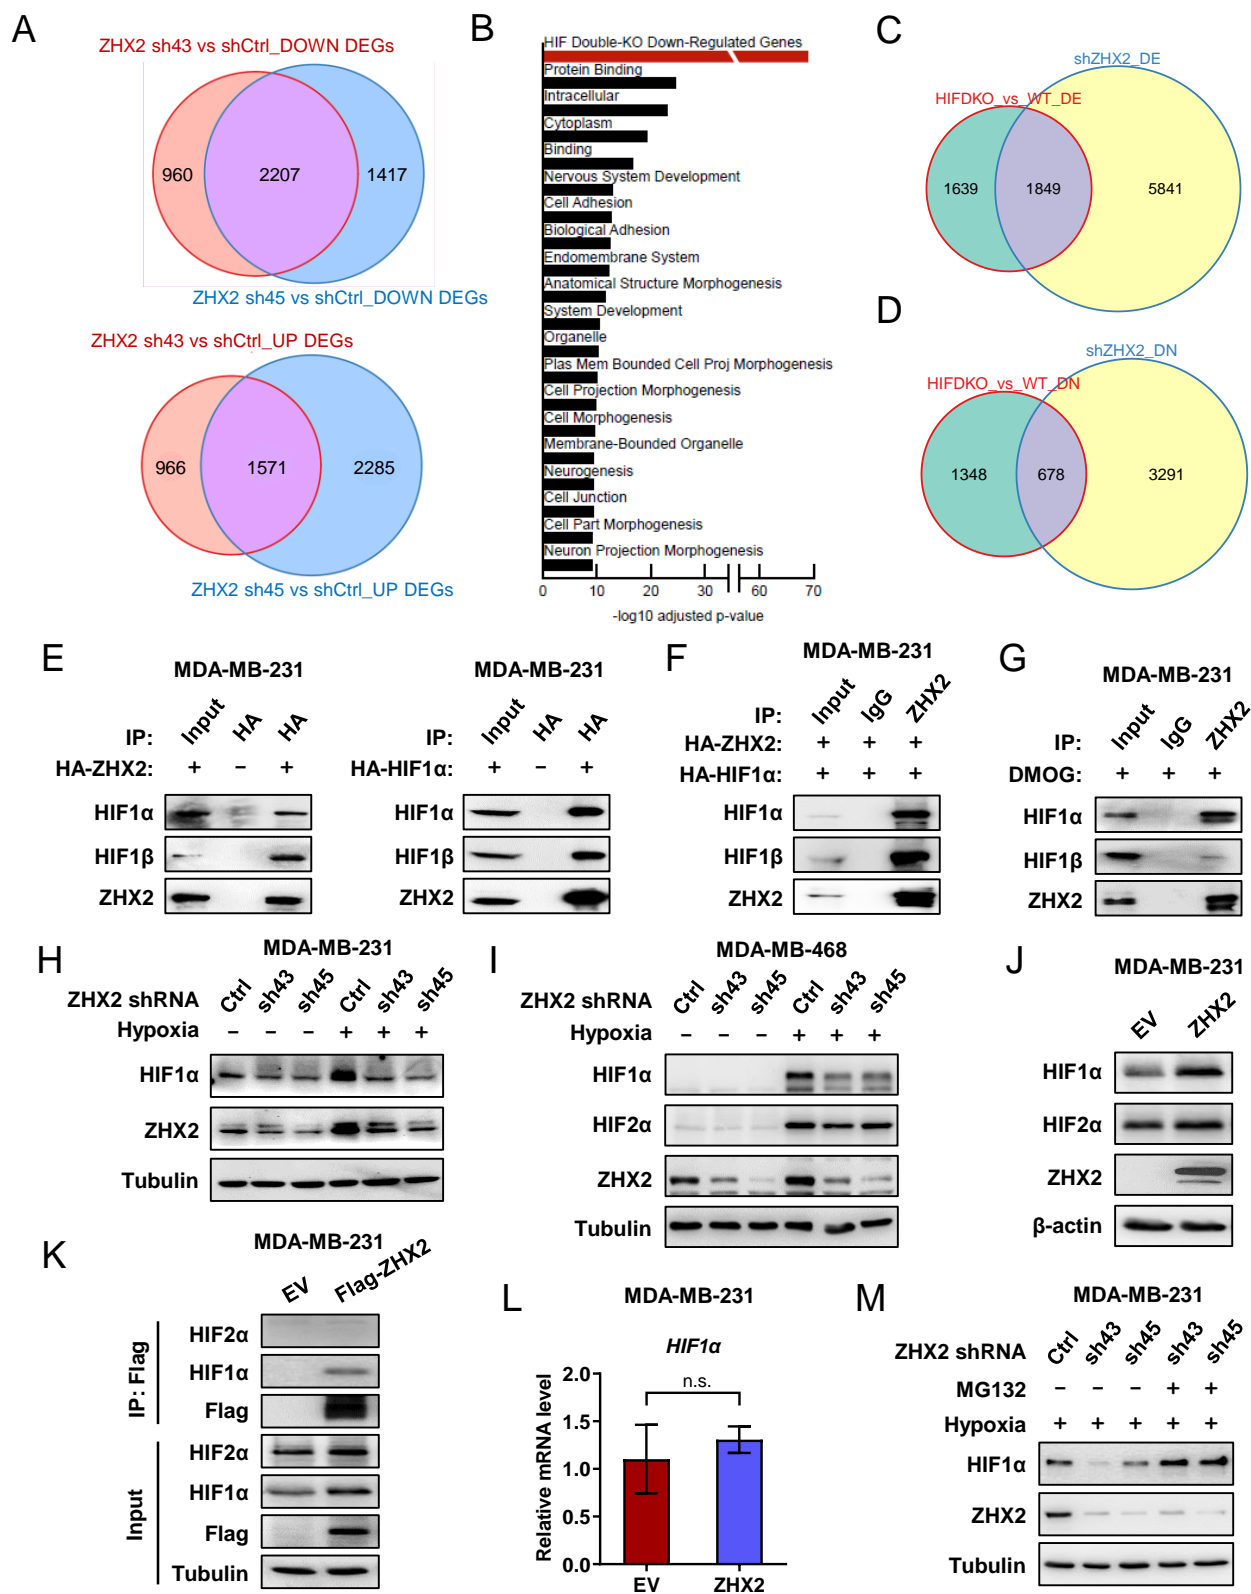 A
ZHX2 sh43 vs shCtrl_DOWN DEGs
960
2207
1417
ZHX2 sh45 vs shCtrl_DOWN DEGs
ZHX2 sh43 vs shCtrl_UP DEGs
966
1571
2285
ZHX2 sh45 vs shCtrl_UP DEGs
B
HIF Double-KO Down-Regulated Genes
Protein Binding
Intracellular
Cytoplasm
Binding
Nervous System Development
Cell Adhesion
Biological Adhesion
Endomembrane System
Anatomical Structure Morphogenesis
System Development
Organelle
Plas Mem Bounded Cell Proj Morphogenesis
Cell Projection Morphogenesis
Cell Morphogenesis
Membrane-Bounded Organelle
Neurogenesis
Cell Junction
Cell Part Morphogenesis
Neuron Projection Morphogenesis
0 10 20 30 60 70
-log10 adjusted p-value
C
shZHX2_DE
HIFDKO_vs_WT_DE
1639
1849
5841
D
shZHX2_DN
HIFDKO_vs_WT_DN
1348
678
3291
E
MDA-MB-231
IP: Input HA HA
HA-ZHX2: + − +
HIF1α
HIF1β
ZHX2
MDA-MB-231
IP: Input HA HA
HA-HIF1α: + − +
HIF1α
HIF1β
ZHX2
F
MDA-MB-231
IP: Input IgG ZHX2
HA-ZHX2: + + +
HA-HIF1α: + + +
HIF1α
HIF1β
ZHX2
G
MDA-MB-231
IP: Input IgG ZHX2
DMOG: + + +
HIF1α
HIF1β
ZHX2
H
MDA-MB-231
ZHX2 shRNA Ctrl sh43 sh45 Ctrl sh43 sh45
Hypoxia − − − + + +
HIF1α
ZHX2
Tubulin
I
MDA-MB-468
ZHX2 shRNA Ctrl sh43 sh45 Ctrl sh43 sh45
Hypoxia − − − + + +
HIF1α
HIF2α
ZHX2
Tubulin
J
MDA-MB-231
EV ZHX2
HIF1α
HIF2α
ZHX2
β-actin
K
MDA-MB-231
EV Flag-ZHX2
IP: Flag
HIF2α
HIF1α
Flag
Input
HIF2α
HIF1α
Flag
Tubulin
L
MDA-MB-231
HIF1α
n.s.
Relative mRNA level
2.0
1.5
1.0
0.5
0.0
EV ZHX2
M
MDA-MB-231
ZHX2 shRNA Ctrl sh43 sh45 sh43 sh45
MG132 − − − + +
Hypoxia + + + + +
HIF1α
ZHX2
Tubulin